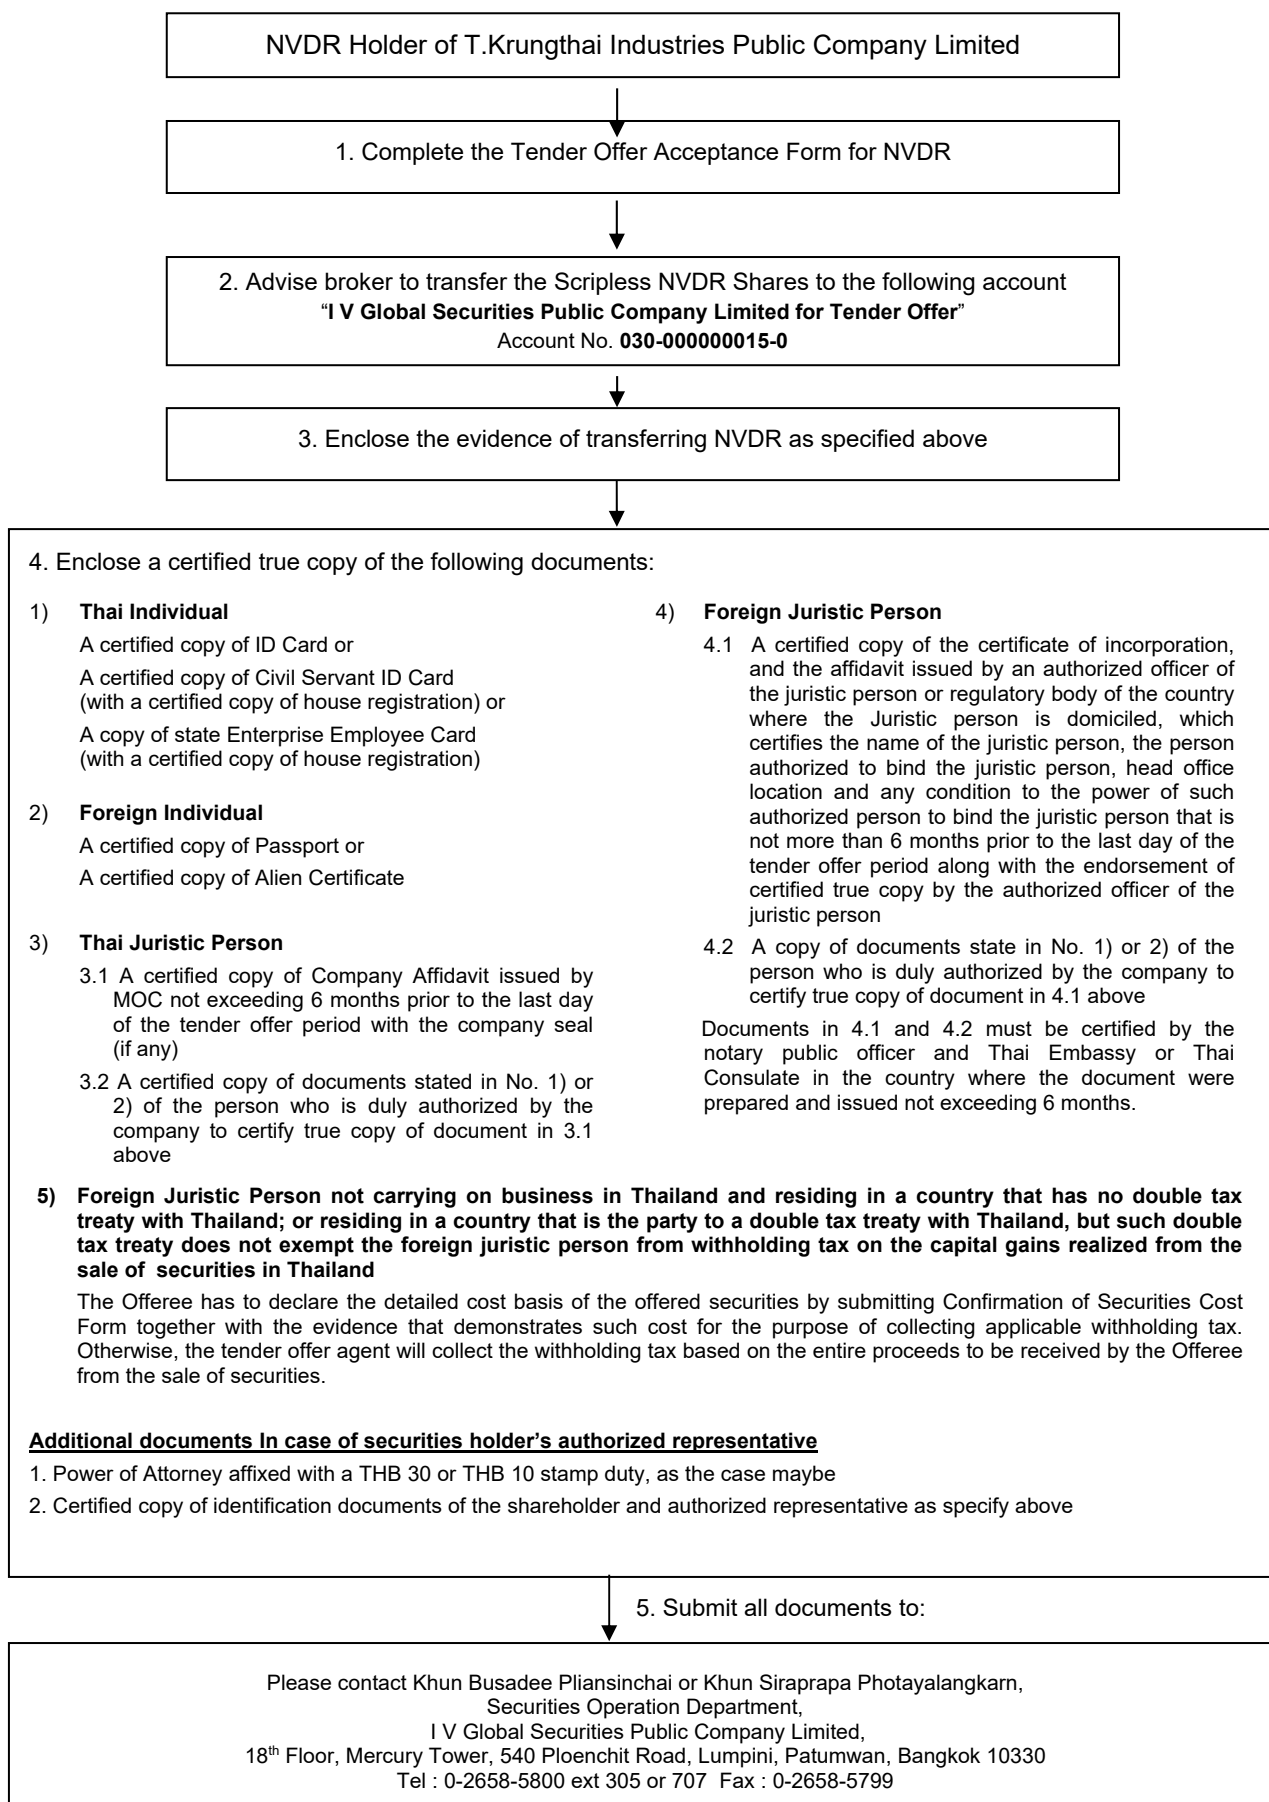 NVDR Holder of T.Krungthai Industries Public Company Limited
1. Complete the Tender Offer Acceptance Form for NVDR
2. Advise broker to transfer the Scripless NVDR Shares to the following account
“I V Global Securities Public Company Limited for Tender Offer”
Account No. 030-000000015-0
3. Enclose the evidence of transferring NVDR as specified above
4. Enclose a certified true copy of the following documents:
1) Thai Individual
A certified copy of ID Card or
A certified copy of Civil Servant ID Card
(with a certified copy of house registration) or
A copy of state Enterprise Employee Card
(with a certified copy of house registration)
2) Foreign Individual
A certified copy of Passport or
A certified copy of Alien Certificate
3) Thai Juristic Person
3.1 A certified copy of Company Affidavit issued by
MOC not exceeding 6 months prior to the last day
of the tender offer period with the company seal
(if any)
3.2 A certified copy of documents stated in No. 1) or
2) of the person who is duly authorized by the
company to certify true copy of document in 3.1
above
4) Foreign Juristic Person
4.1 A certified copy of the certificate of incorporation,
and the affidavit issued by an authorized officer of
the juristic person or regulatory body of the country
where the Juristic person is domiciled, which
certifies the name of the juristic person, the person
authorized to bind the juristic person, head office
location and any condition to the power of such
authorized person to bind the juristic person that is
not more than 6 months prior to the last day of the
tender offer period along with the endorsement of
certified true copy by the authorized officer of the
juristic person
4.2 A copy of documents state in No. 1) or 2) of the
person who is duly authorized by the company to
certify true copy of document in 4.1 above
Documents in 4.1 and 4.2 must be certified by the
notary public officer and Thai Embassy or Thai
Consulate in the country where the document were
prepared and issued not exceeding 6 months.
5) Foreign Juristic Person not carrying on business in Thailand and residing in a country that has no double tax
treaty with Thailand; or residing in a country that is the party to a double tax treaty with Thailand, but such double
tax treaty does not exempt the foreign juristic person from withholding tax on the capital gains realized from the
sale of securities in Thailand
The Offeree has to declare the detailed cost basis of the offered securities by submitting Confirmation of Securities Cost
Form together with the evidence that demonstrates such cost for the purpose of collecting applicable withholding tax.
Otherwise, the tender offer agent will collect the withholding tax based on the entire proceeds to be received by the Offeree
from the sale of securities.
Additional documents In case of securities holder’s authorized representative
1. Power of Attorney affixed with a THB 30 or THB 10 stamp duty, as the case maybe
2. Certified copy of identification documents of the shareholder and authorized representative as specify above
5. Submit all documents to:
Please contact Khun Busadee Pliansinchai or Khun Siraprapa Photayalangkarn,
Securities Operation Department,
I V Global Securities Public Company Limited,
18th Floor, Mercury Tower, 540 Ploenchit Road, Lumpini, Patumwan, Bangkok 10330
Tel : 0-2658-5800 ext 305 or 707 Fax : 0-2658-5799